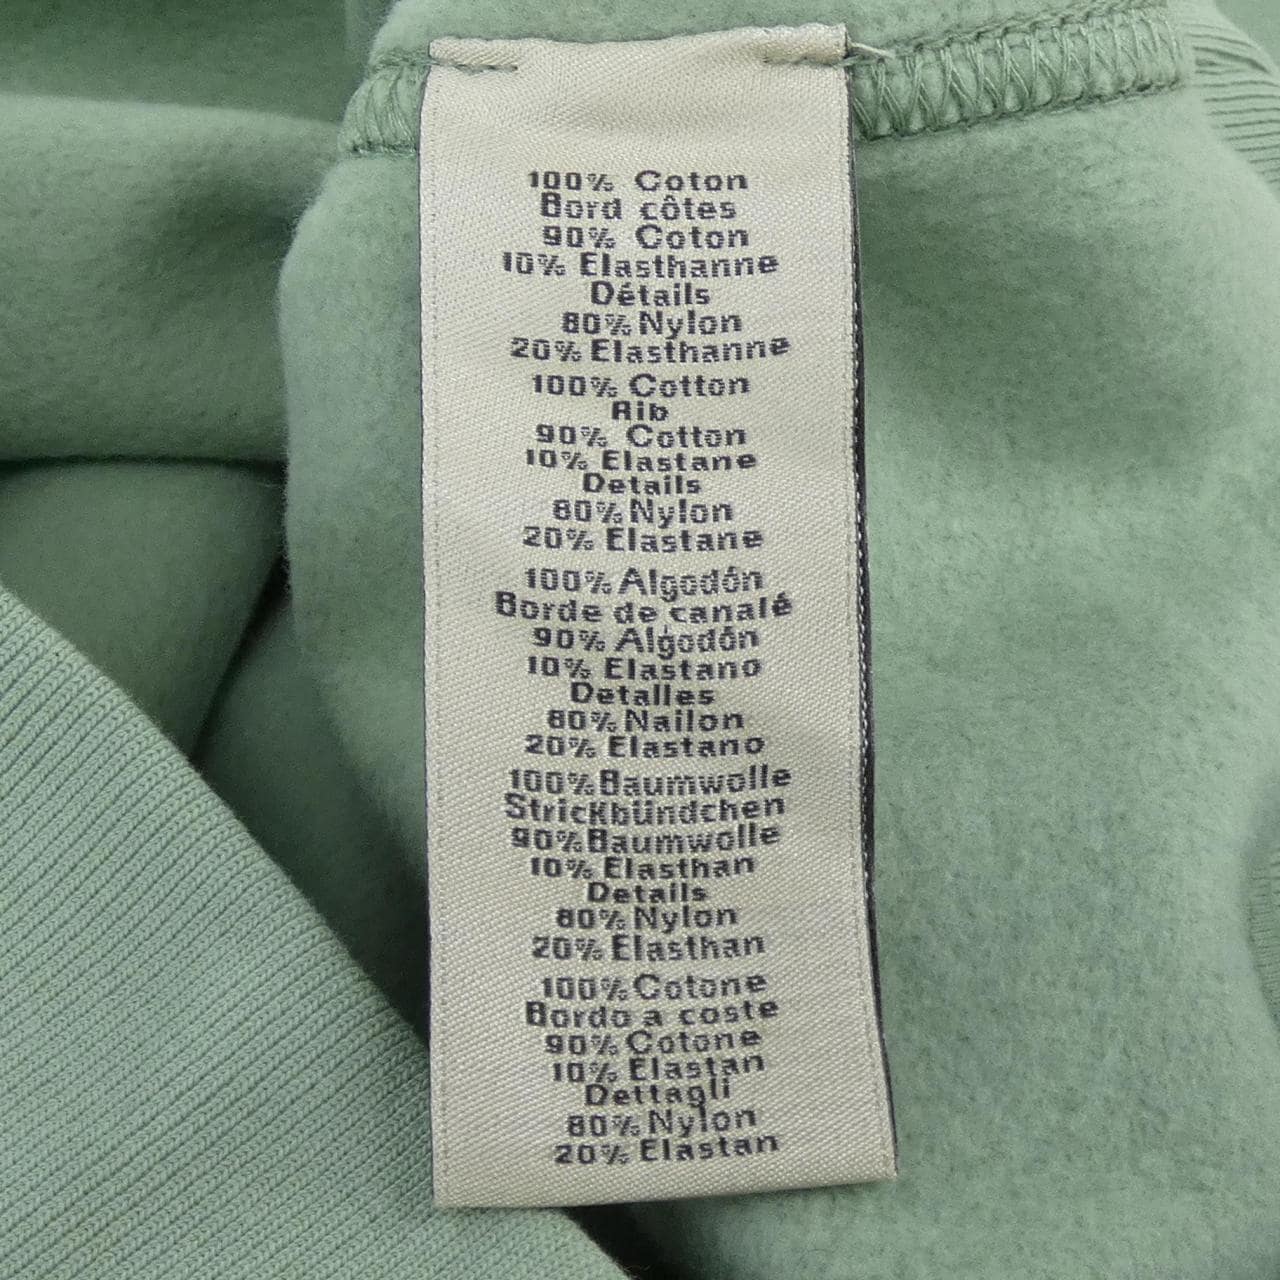 100% Coton
Bord côtes
90% Coton
10% Elasthanne
Détails
80% Nylon
20% Elasthanne
100% Cotton
Rib
90% Cotton
10% Elastane
Details
80% Nylon
20% Elastane
100% Algodón
Borde de canalé
90% Algodón
10% Elastano
Detalles
80% Nailon
20% Elastano
100% Baumwolle
Strickbündchen
90% Baumwolle
10% Elasthan
Details
80% Nylon
20% Elasthan
100% Cotone
Bordo a coste
90% Cotone
10% Elastan
Dettagli
80% Nylon
20% Elastan